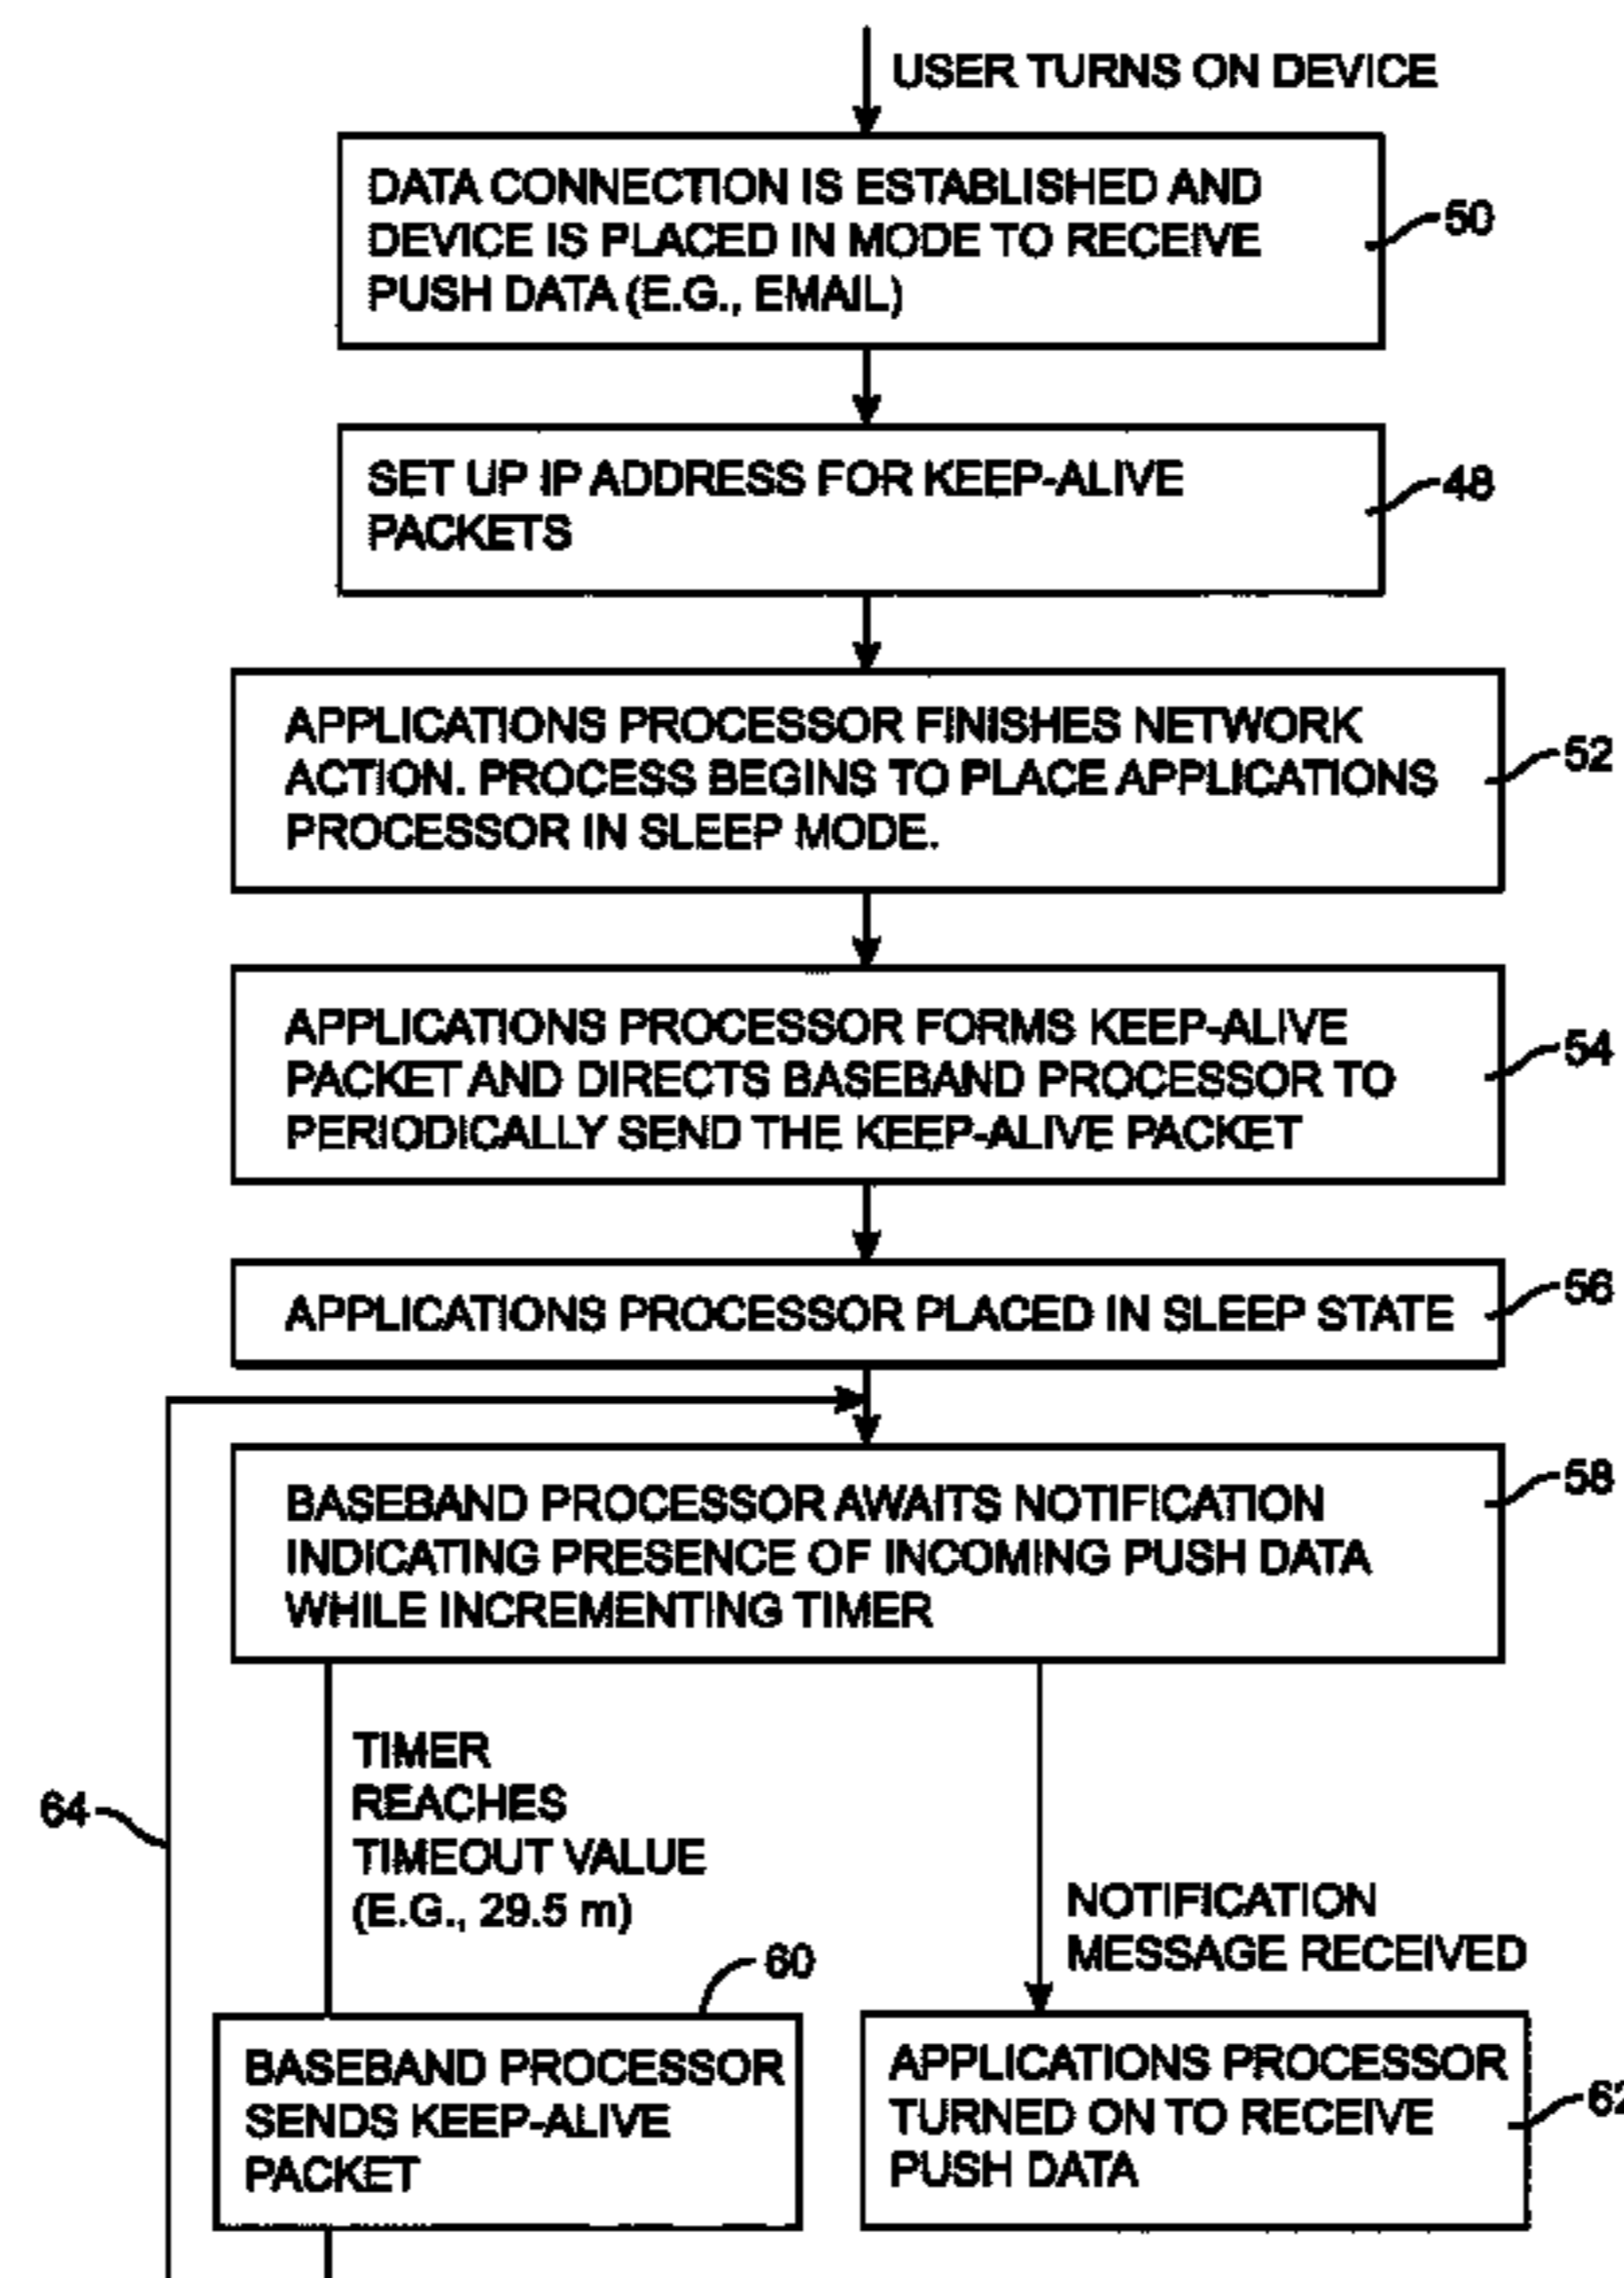 USER TURNS ON DEVICE
DATA CONNECTION IS ESTABLISHED AND
DEVICE IS PLACED IN MODE TO RECEIVE
PUSH DATA (E.G., EMAIL)
50
SET UP IP ADDRESS FOR KEEP-ALIVE
PACKETS
48
APPLICATIONS PROCESSOR FINISHES NETWORK
ACTION. PROCESS BEGINS TO PLACE APPLICATIONS
PROCESSOR IN SLEEP MODE.
52
APPLICATIONS PROCESSOR FORMS KEEP-ALIVE
PACKET AND DIRECTS BASEBAND PROCESSOR TO
PERIODICALLY SEND THE KEEP-ALIVE PACKET
54
APPLICATIONS PROCESSOR PLACED IN SLEEP STATE
56
BASEBAND PROCESSOR AWAITS NOTIFICATION
INDICATING PRESENCE OF INCOMING PUSH DATA
WHILE INCREMENTING TIMER
58
64
TIMER
REACHES
TIMEOUT VALUE
(E.G., 29.5 m)
NOTIFICATION
MESSAGE RECEIVED
60
BASEBAND PROCESSOR
SENDS KEEP-ALIVE
PACKET
APPLICATIONS PROCESSOR
TURNED ON TO RECEIVE
PUSH DATA
62